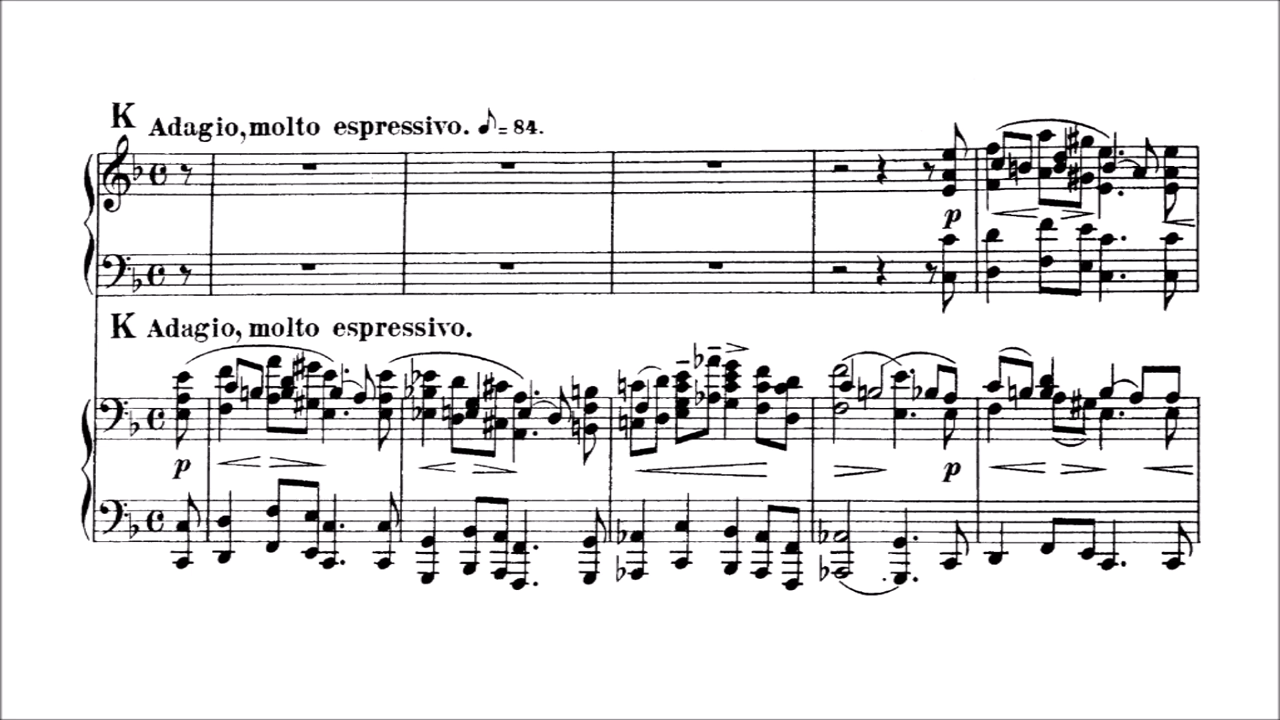 K Adagio, molto espressivo. ♪ = 84.
p
K Adagio, molto espressivo.
p p